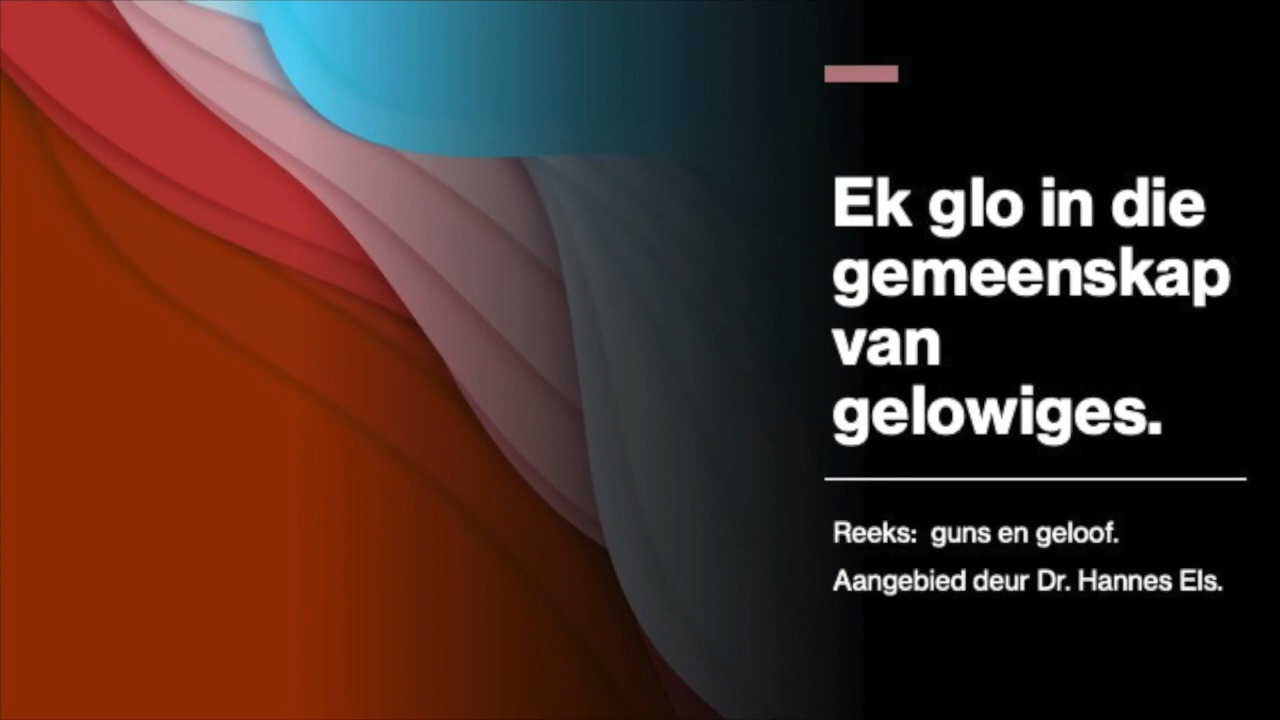 Ek glo in die
gemeenskap
van
gelowiges.
Reeks:  guns en geloof.
Aangebied deur Dr. Hannes Els.